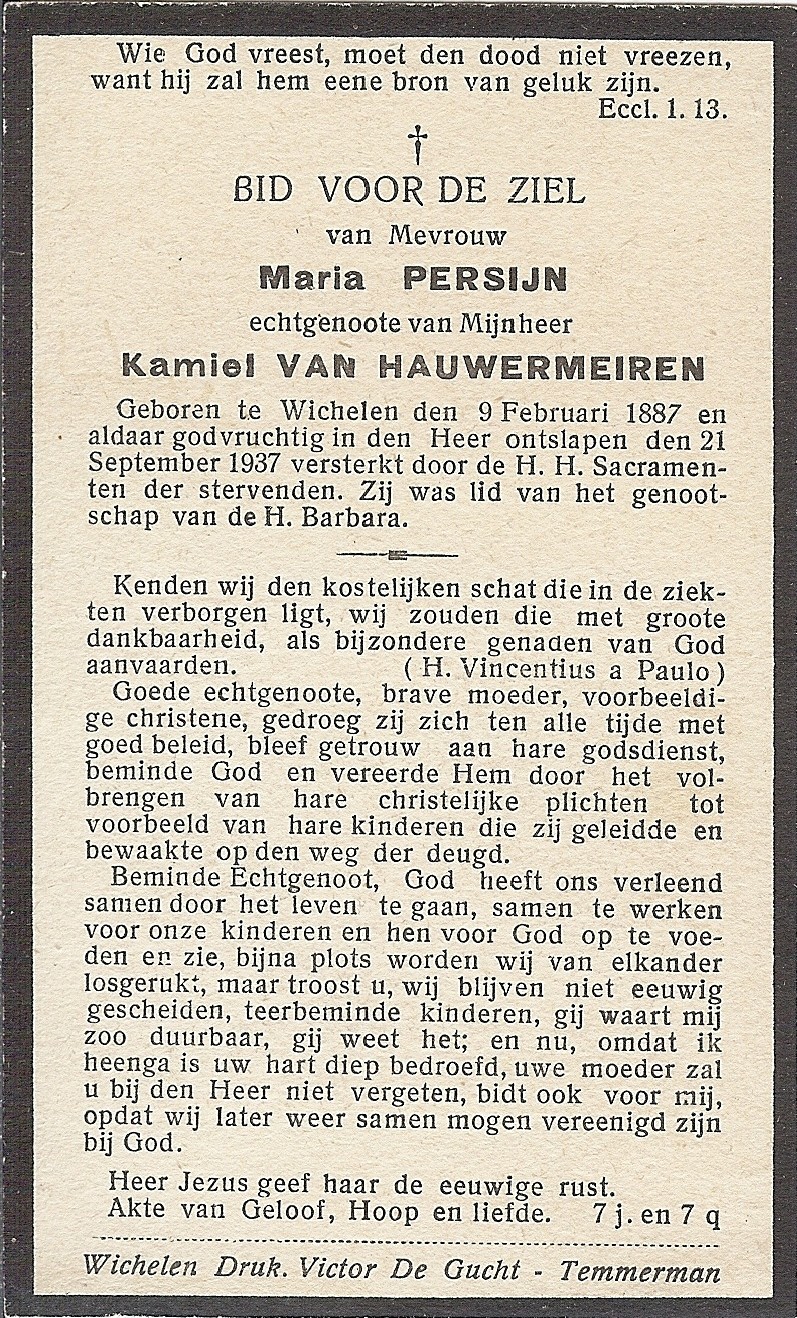 Wie God vreest, moet den dood niet vreezen,
want hij zal hem eene bron van geluk zijn.
Eccl. 1. 13.
†
BID VOOR DE ZIEL
van Mevrouw
Maria PERSIJN
echtgenoote van Mijnheer
Kamiel VAN HAUWERMEIREN
Geboren te Wichelen den 9 Februari 1887 en
aldaar godvruchtig in den Heer ontslapen den 21
September 1937 versterkt door de H. H. Sacramen-
ten der stervenden. Zij was lid van het genoot-
schap van de H. Barbara.
Kenden wij den kostelijken schat die in de ziek-
ten verborgen ligt, wij zouden die met groote
dankbaarheid, als bijzondere genaden van God
aanvaarden. (H. Vincentius a Paulo)
Goede echtgenoote, brave moeder, voorbeeldi-
ge christene, gedroeg zij zich ten alle tijde met
goed beleid, bleef getrouw aan hare godsdienst,
beminde God en vereerde Hem door het vol-
brengen van hare christelijke plichten tot
voorbeeld van hare kinderen die zij geleidde en
bewaakte op den weg der deugd.
Beminde Echtgenoot, God heeft ons verleend
samen door het leven te gaan, samen te werken
voor onze kinderen en hen voor God op te voe-
den en zie, bijna plots worden wij van elkander
losgerukt, maar troost u, wij blijven niet eeuwig
gescheiden, teerbeminde kinderen, gij waart mij
zoo duurbaar, gij weet het; en nu, omdat ik
heenga is uw hart diep bedroefd, uwe moeder zal
u bij den Heer niet vergeten, bidt ook voor mij,
opdat wij later weer samen mogen vereenigd zijn
bij God.
Heer Jezus geef haar de eeuwige rust.
Akte van Geloof, Hoop en liefde. 7 j. en 7 q
Wichelen Druk. Victor De Gucht - Temmerman